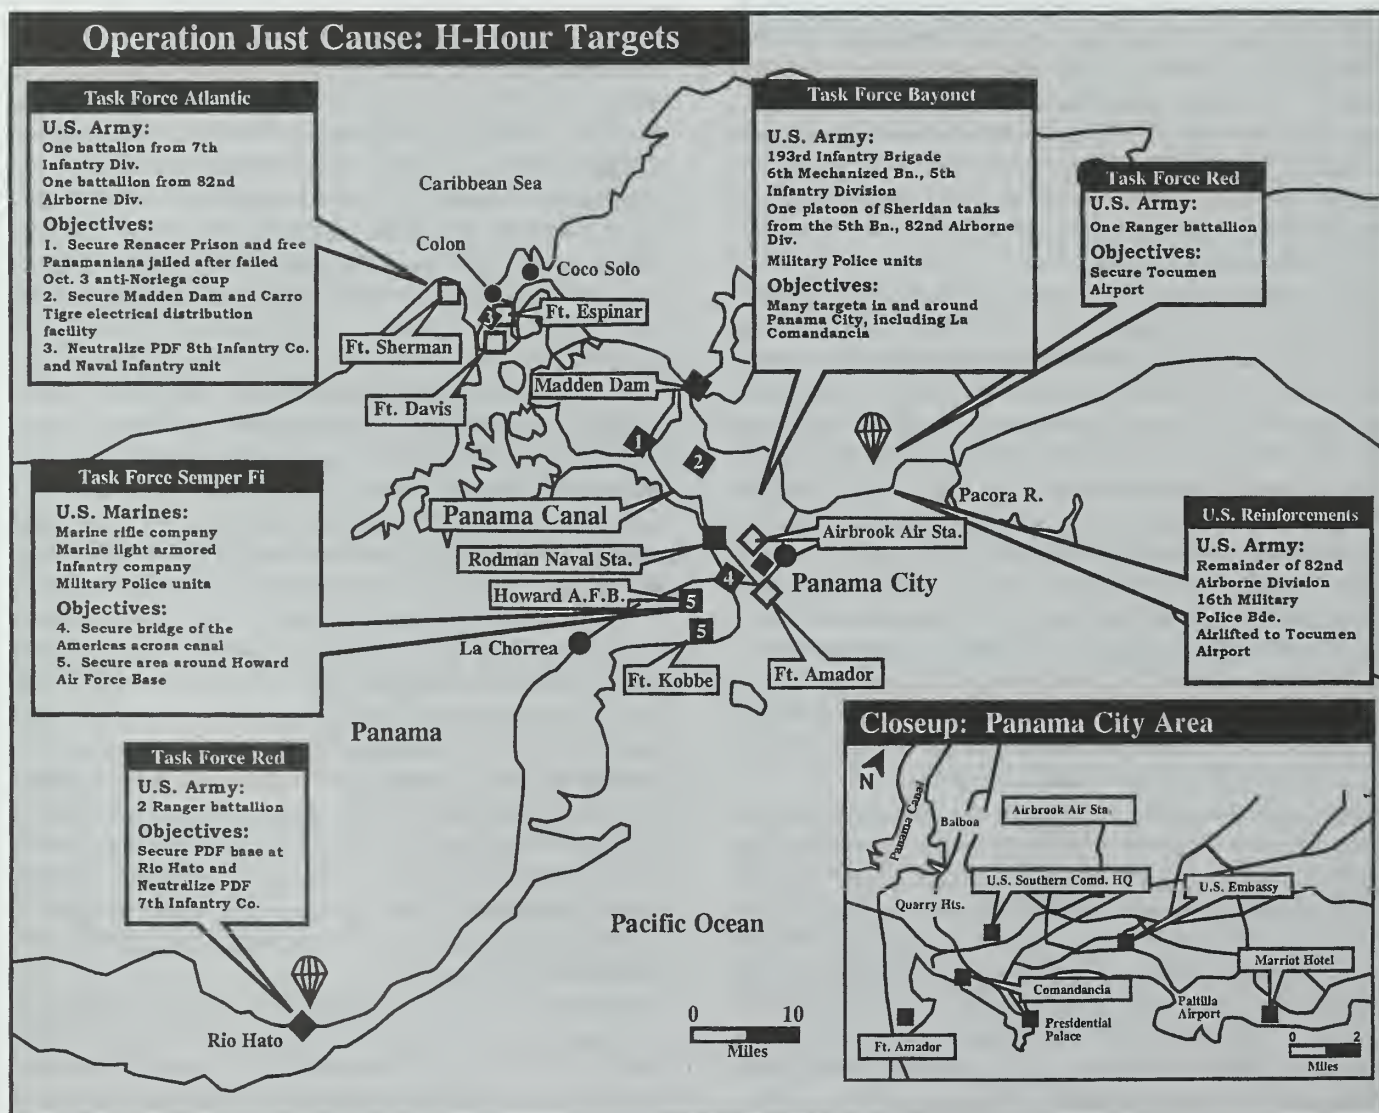 Operation Just Cause: H-Hour Targets
Task Force Atlantic
U.S. Army:
One battalion from 7th
Infantry Div.
One battallion from 82nd
Airborne Div.
Objectives:
1. Secure Renacer Prison and free
Panamaniana jailed after failed
Oct. 3 anti-Noriega coup
2. Secure Madden Dam and Carro
Tigre electrical distribution
facility
3. Neutralize PDF 8th Infantry Co.
and Naval Infantry unit
Task Force Bayonet
U.S. Army:
193rd Infantry Brigade
6th Mechanized Bn., 5th
Infantry Division
One platoon of Sheridan tanks
from the 5th Bn., 82nd Airborne
Div.
Military Police units
Objectives:
Many targets in and around
Panama City, including La
Comandancia
Task Force Red
U.S. Army:
One Ranger battallion
Objectives:
Secure Tocumen
Airport
Caribbean Sea
Colon
Coco Solo
3
Ft. Espinar
Ft. Sherman
Ft. Davis
Madden Dam
1
2
Task Force Semper Fi
U.S. Marines:
Marine rifle company
Marine light armored
Infantry company
Military Police units
Objectives:
4. Secure bridge of the
Americas across canal
5. Secure area around Howard
Air Force Base
Panama Canal
Rodman Naval Sta.
Howard A.F.B.
4
5
5
La Chorrea
Ft. Kobbe
Airbrook Air Sta.
Panama City
Ft. Amador
Pacora R.
U.S. Reinforcements
U.S. Army:
Remainder of 82nd
Airborne Division
16th Military
Police Bde.
Airlifted to Tocumen
Airport
Panama
Task Force Red
U.S. Army:
2 Ranger battallion
Objectives:
Secure PDF base at
Rio Hato and
Neutralize PDF
7th Infantry Co.
Rio Hato
Pacific Ocean
0 10
Miles
Closeup: Panama City Area
N
Panama Canal
Balboa
Airbrook Air Sta.
U.S. Southern Comd. HQ
U.S. Embassy
Quarry Hts.
Marriot Hotel
Comandancia
Paltilla
Airport
Presidential
Palace
Ft. Amador
0 2
Miles